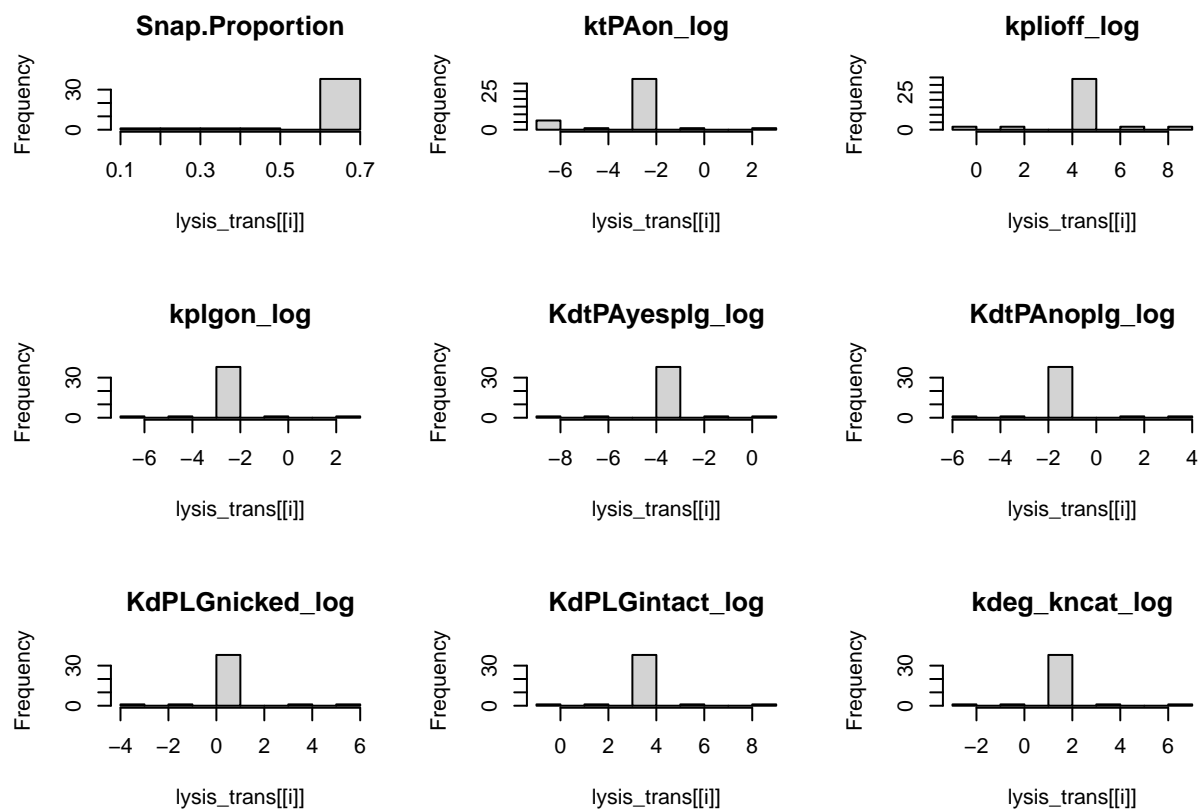 Snap.Proportion
Frequency
0
30
0.1
0.3
0.5
0.7
lysis_trans[[i]]
ktPAon_log
Frequency
0
25
−6
−4
−2
0
2
lysis_trans[[i]]
kplioff_log
Frequency
0
25
0
2
4
6
8
lysis_trans[[i]]
kplgon_log
Frequency
0
30
−6
−4
−2
0
2
lysis_trans[[i]]
KdtPAyesplg_log
Frequency
0
30
−8
−6
−4
−2
0
lysis_trans[[i]]
KdtPAnoplg_log
Frequency
0
30
−6
−4
−2
0
2
4
lysis_trans[[i]]
KdPLGnicked_log
Frequency
0
30
−4
−2
0
2
4
6
lysis_trans[[i]]
KdPLGintact_log
Frequency
0
30
0
2
4
6
8
lysis_trans[[i]]
kdeg_kncat_log
Frequency
0
30
−2
0
2
4
6
lysis_trans[[i]]